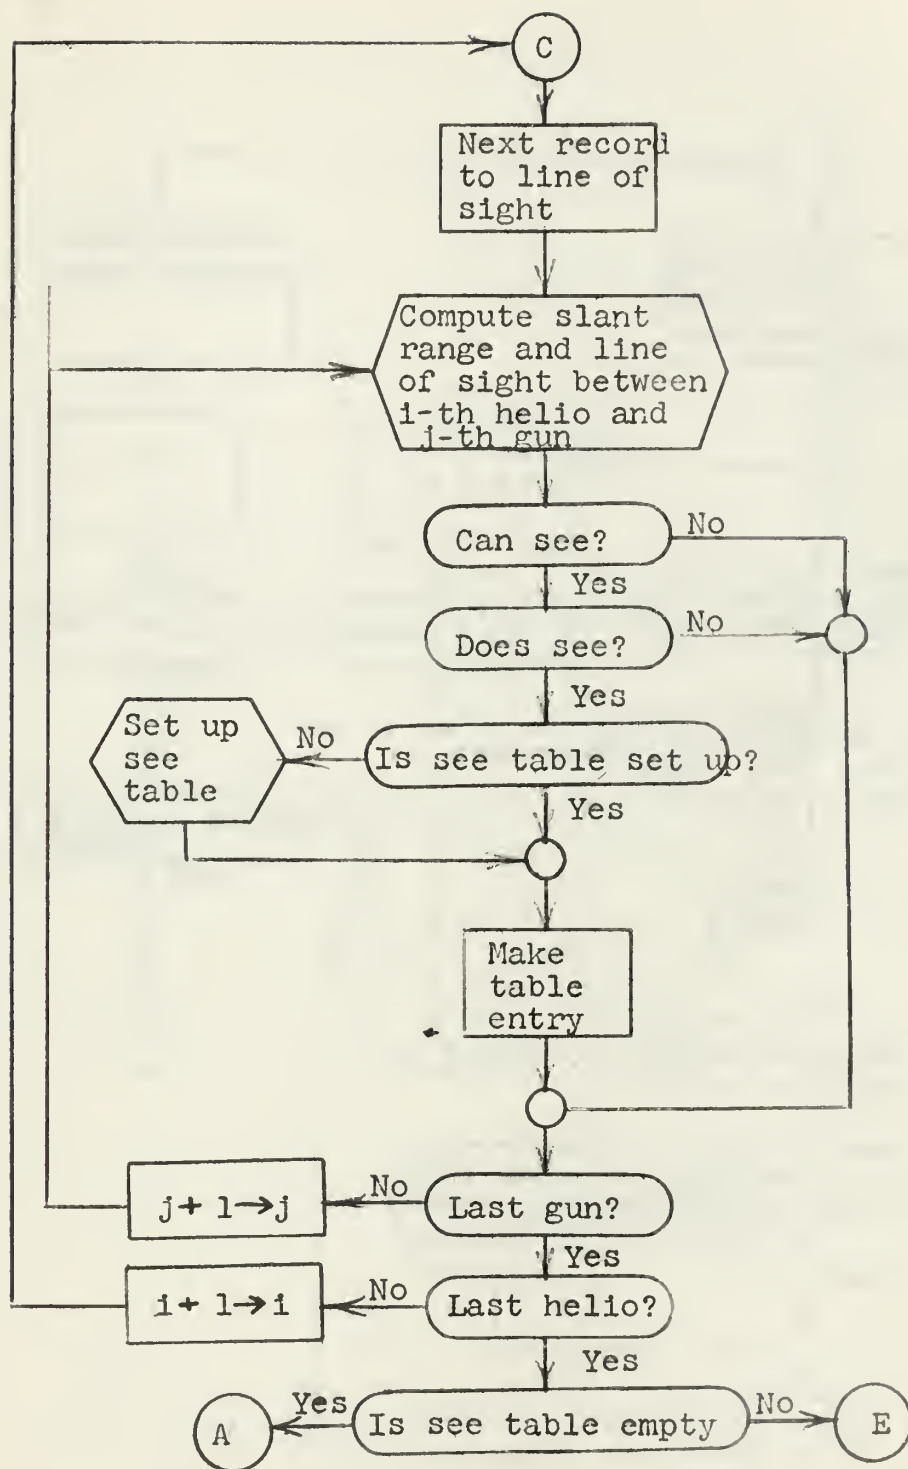 C
Next record
to line of
sight
Compute slant
range and line
of sight between
i-th helio and
j-th gun
Can see?
No
Yes
Does see?
No
Yes
Set up
see
table
No
Is see table set up?
Yes
Make
table
entry
j+ 1→j
No
Last gun?
Yes
i+ 1→i
No
Last helio?
Yes
A
Yes
Is see table empty
No
E